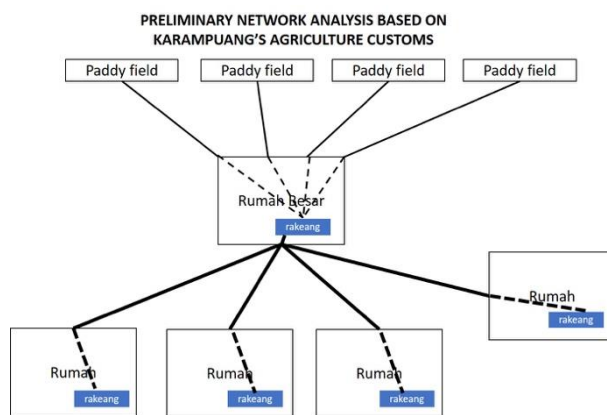 PRELIMINARY NETWORK ANALYSIS BASED ON
KARAMPUANG'S AGRICULTURE CUSTOMS
Paddy field
Paddy field
Paddy field
Paddy field
Rumah Besar
rakeang
Rumah
rakeang
Rumah
rakeang
Rumah
rakeang
Rumah
rakeang